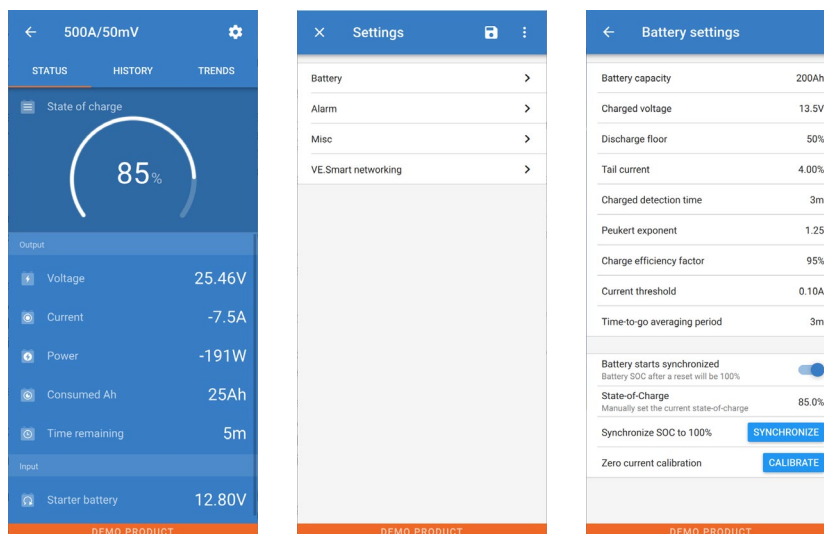 500A/50mV
STATUS HISTORY TRENDS
State of charge
85%
Output
Voltage 25.46V
Current -7.5A
Power -191W
Consumed Ah 25Ah
Time remaining 5m
Input
Starter battery 12.80V
DEMO PRODUCT
Settings
Battery
Alarm
Misc
VE.Smart networking
DEMO PRODUCT
Battery settings
Battery capacity 200Ah
Charged voltage 13.5V
Discharge floor 50%
Tail current 4.00%
Charged detection time 3m
Peukert exponent 1.25
Charge efficiency factor 95%
Current threshold 0.10A
Time-to-go averaging period 3m
Battery starts synchronized
Battery SOC after a reset will be 100%
State-of-Charge 85.0%
Manually set the current state-of-charge
Synchronize SOC to 100% SYNCHRONIZE
Zero current calibration CALIBRATE
DEMO PRODUCT